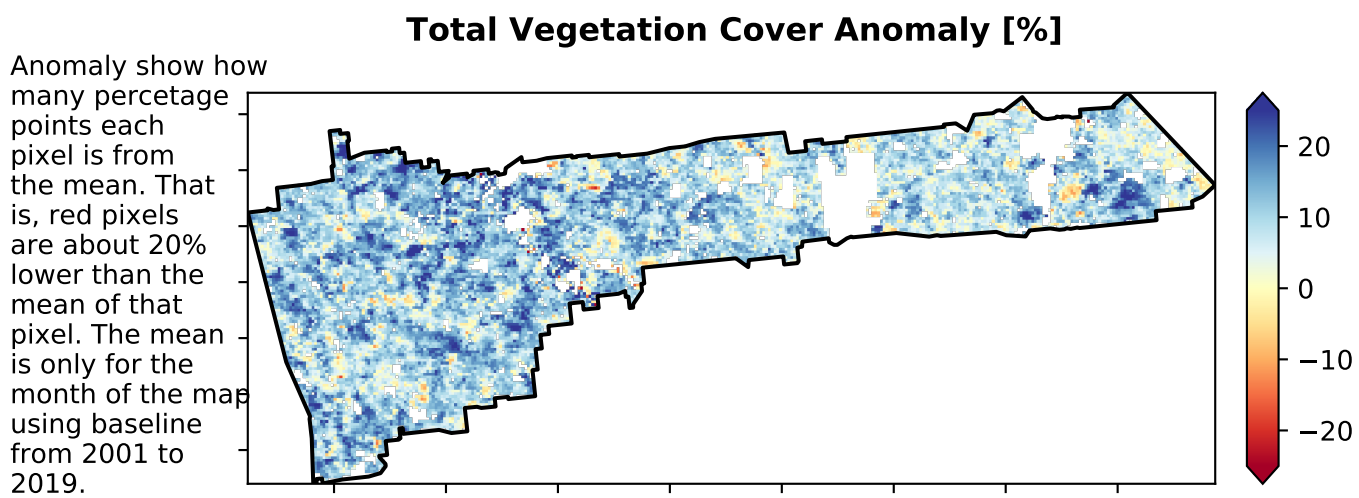 Total Vegetation Cover Anomaly [%]
Anomaly show how
many percetage
points each
pixel is from
the mean. That
is, red pixels
are about 20%
lower than the
mean of that
pixel. The mean
is only for the
month of the map
using baseline
from 2001 to
2019.
20
10
0
−10
−20